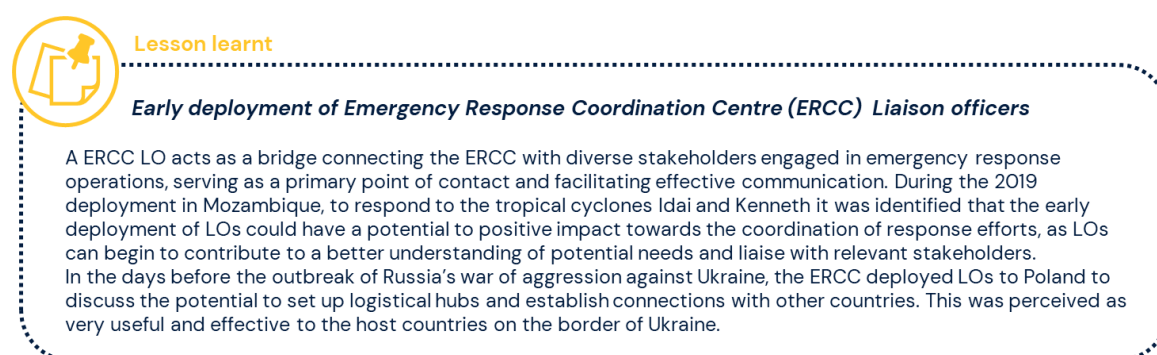 Lesson learnt
Early deployment of Emergency Response Coordination Centre (ERCC) Liaison officers
A ERCC LO acts as a bridge connecting the ERCC with diverse stakeholders engaged in emergency response
operations, serving as a primary point of contact and facilitating effective communication. During the 2019
deployment in Mozambique, to respond to the tropical cyclones Idai and Kenneth it was identified that the early
deployment of LOs could have a potential to positive impact towards the coordination of response efforts, as LOs
can begin to contribute to a better understanding of potential needs and liaise with relevant stakeholders.
In the days before the outbreak of Russia’s war of aggression against Ukraine, the ERCC deployed LOs to Poland to
discuss the potential to set up logistical hubs and establish connections with other countries. This was perceived as
very useful and effective to the host countries on the border of Ukraine.